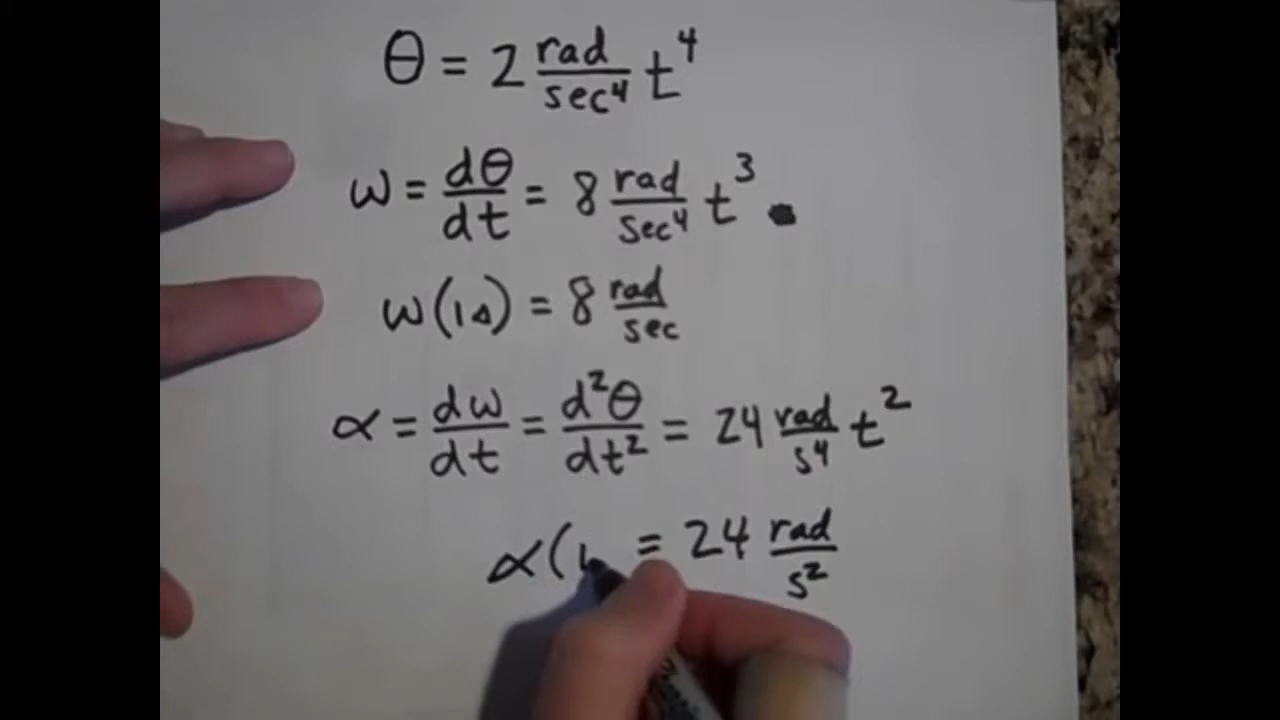 θ = 2 rad/sec⁴ t⁴
ω = dθ/dt = 8 rad/sec⁴ t³
ω(1s) = 8 rad/sec
α = dω/dt = d²θ/dt² = 24 rad/s⁴ t²
α(1 = 24 rad/s²